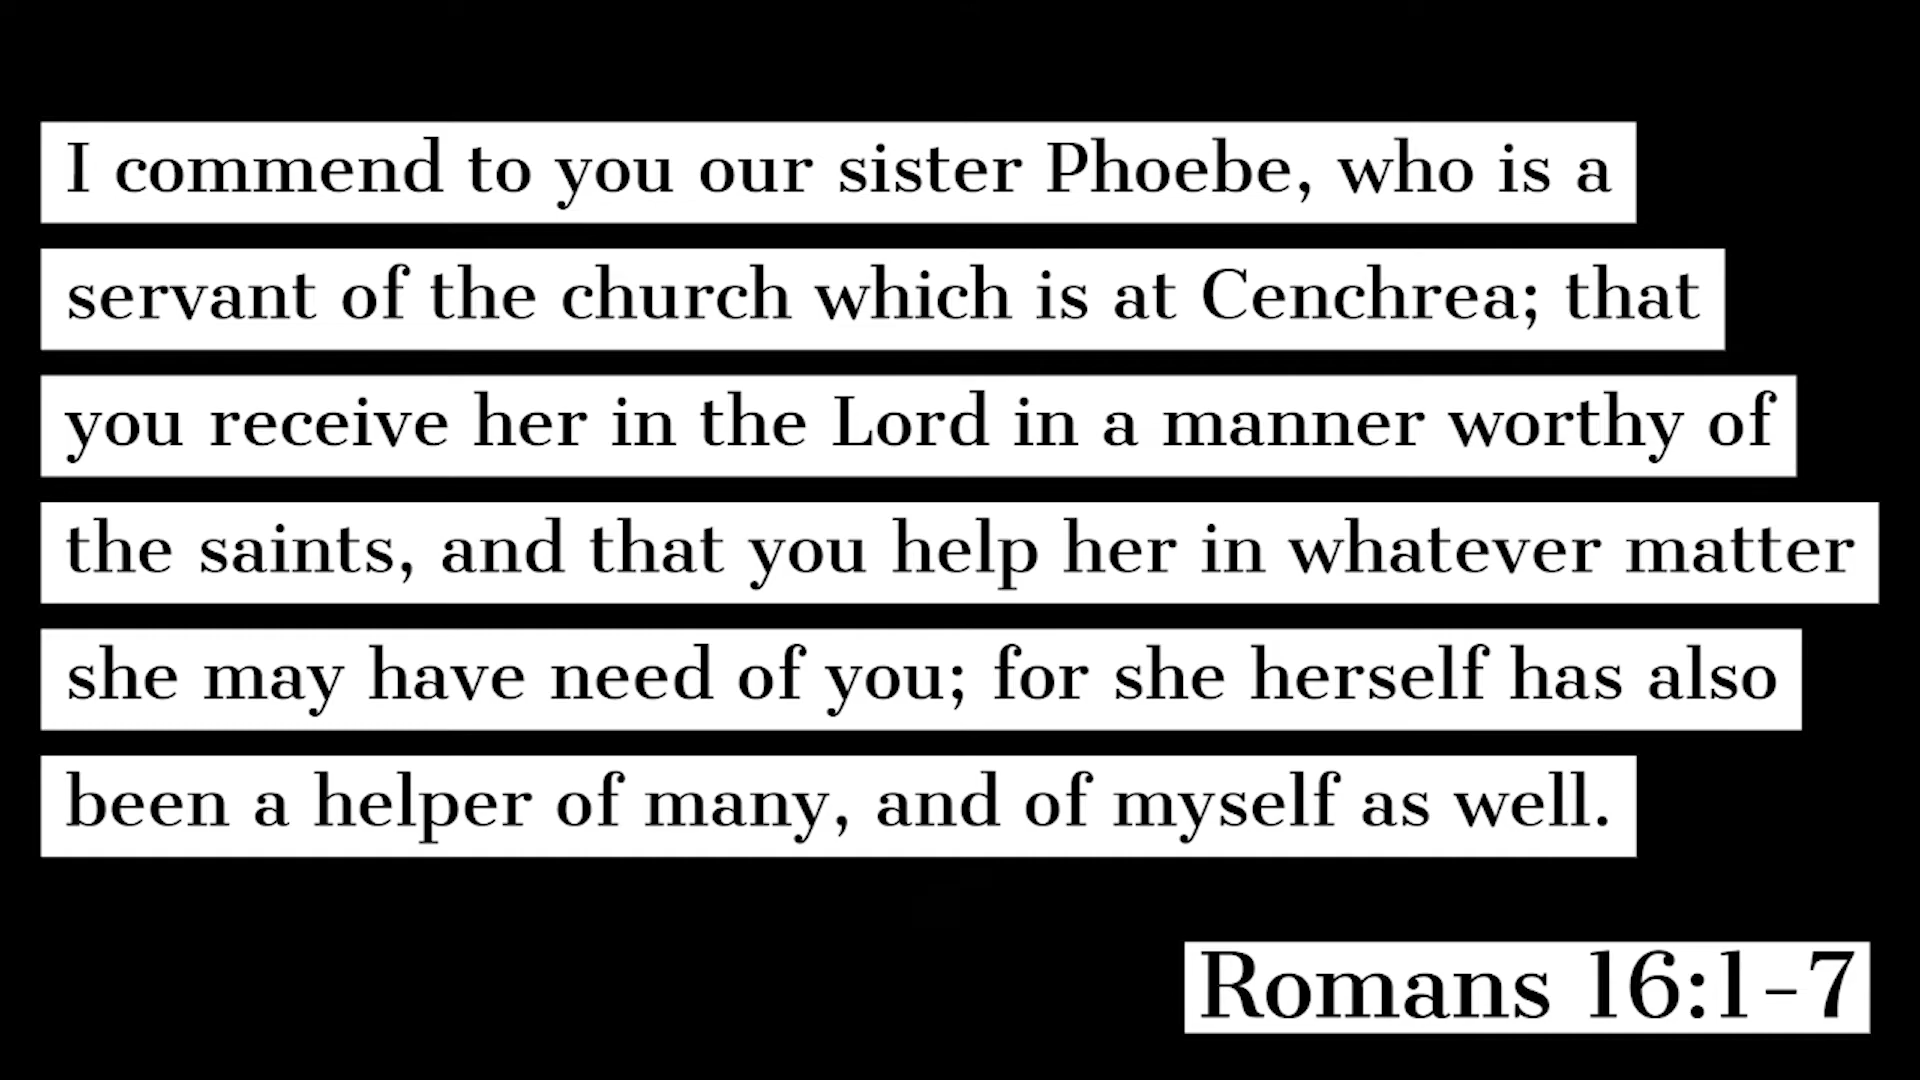 I commend to you our sister Phoebe, who is a
servant of the church which is at Cenchrea; that
you receive her in the Lord in a manner worthy of
the saints, and that you help her in whatever matter
she may have need of you; for she herself has also
been a helper of many, and of myself as well.
Romans 16:1-7